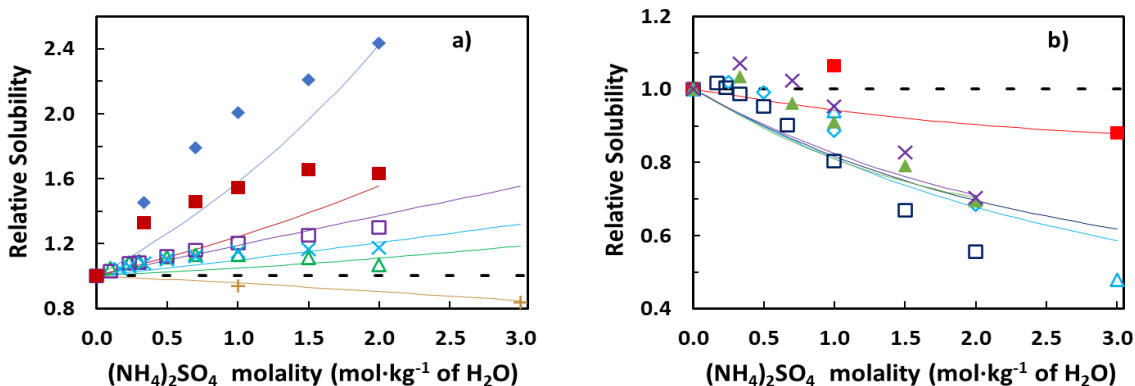 a)
Relative Solubility
2.4
2.0
1.6
1.2
0.8
0.0 0.5 1.0 1.5 2.0 2.5 3.0
(NH4)2SO4 molality (mol·kg-1 of H2O)
b)
Relative Solubility
1.2
1.0
0.8
0.6
0.4
0.0 0.5 1.0 1.5 2.0 2.5 3.0
(NH4)2SO4 molality (mol·kg-1 of H2O)